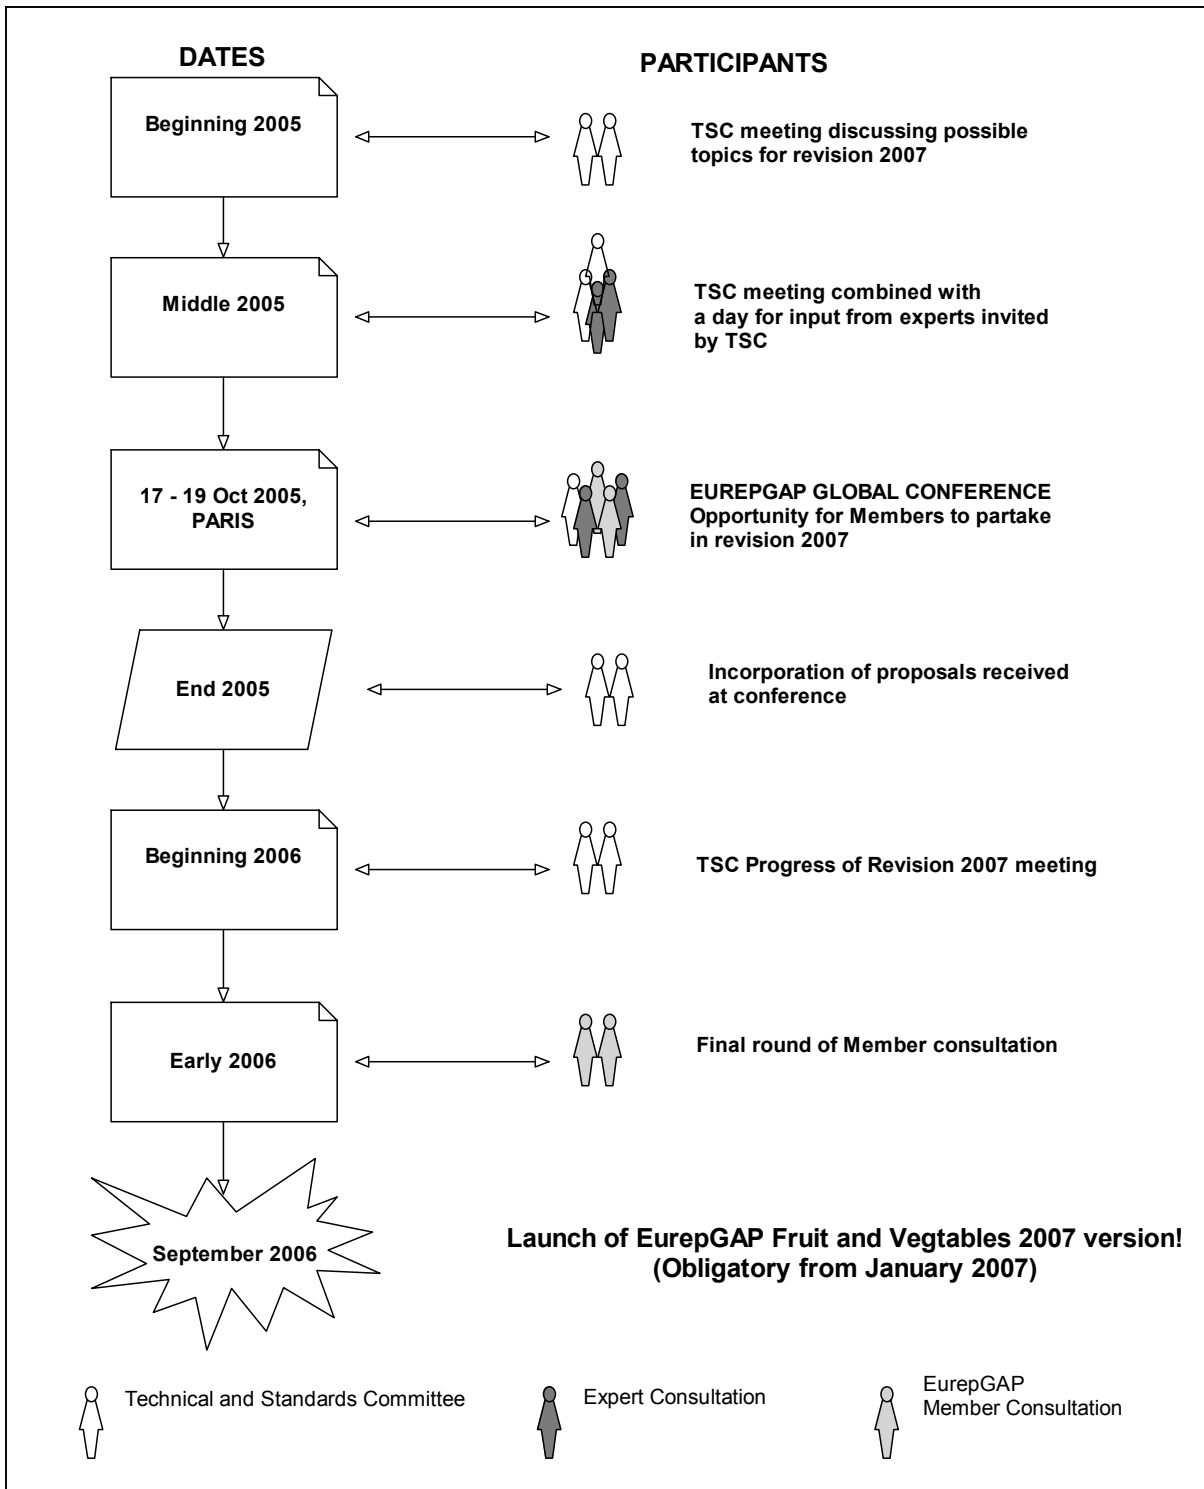 DATES
PARTICIPANTS
Beginning 2005
TSC meeting discussing possible
topics for revision 2007
Middle 2005
TSC meeting combined with
a day for input from experts invited
by TSC
17 - 19 Oct 2005,
PARIS
EUREPGAP GLOBAL CONFERENCE
Opportunity for Members to partake
in revision 2007
End 2005
Incorporation of proposals received
at conference
Beginning 2006
TSC Progress of Revision 2007 meeting
Early 2006
Final round of Member consultation
September 2006
Launch of EurepGAP Fruit and Vegtables 2007 version!
(Obligatory from January 2007)
Technical and Standards Committee
Expert Consultation
EurepGAP
Member Consultation